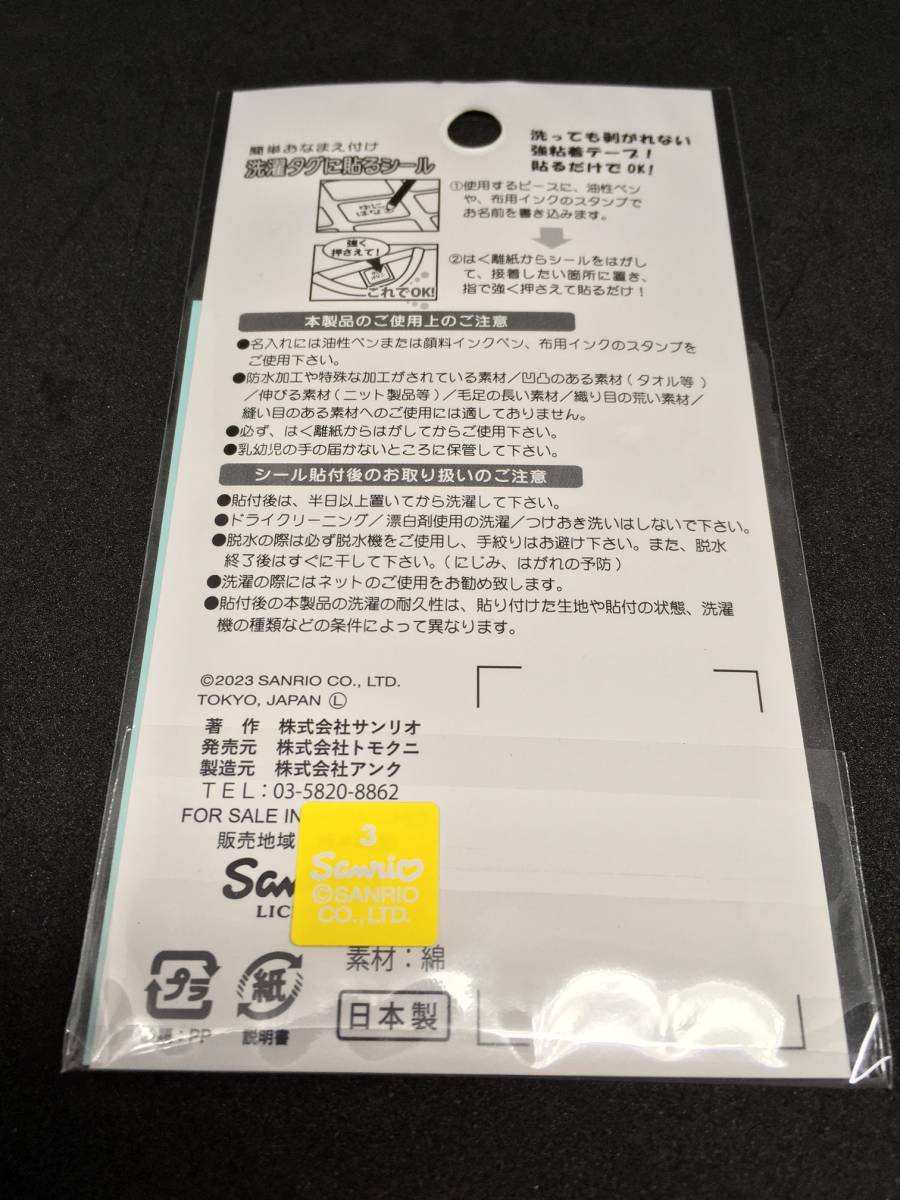 簡単おなまえ付け
洗濯タグに貼るシール
洗っても剥がれない
強粘着テープ!
貼るだけでOK!
ゆに
はなこ
①使用するピースに、油性ペン
や、布用インクのスタンプで
お名前を書き込みます。
強く
押さえて!
これでOK!
②はく離紙からシールをはがし
て、接着したい箇所に置き、
指で強く押さえて貼るだけ!
本製品のご使用上のご注意
●名入れには油性ペンまたは顔料インクペン、布用インクのスタンプを
ご使用下さい。
●防水加工や特殊な加工がされている素材/凹凸のある素材(タオル等)
/伸びる素材(ニット製品等)/毛足の長い素材/織り目の荒い素材/
縫い目のある素材へのご使用には適しておりません。
●必ず、はく離紙からはがしてからご使用下さい。
●乳幼児の手の届かないところに保管して下さい。
シール貼付後のお取り扱いのご注意
●貼付後は、半日以上置いてから洗濯して下さい。
●ドライクリーニング/漂白剤使用の洗濯/つけおき洗いはしないで下さい。
●脱水の際は必ず脱水機をご使用し、手絞りはお避け下さい。また、脱水
終了後はすぐに干して下さい。(にじみ、はがれの予防)
●洗濯の際にはネットのご使用をお勧め致します。
●貼付後の本製品の洗濯の耐久性は、貼り付けた生地や貼付の状態、洗濯
機の種類などの条件によって異なります。
©2023 SANRIO CO., LTD.
TOKYO, JAPAN Ⓛ
著 作 株式会社サンリオ
発売元 株式会社トモクニ
製造元 株式会社アンク
TEL:03-5820-8862
FOR SALE IN
販売地域
San
LIC
3
Sanrio
©SANRIO
CO., LTD.
素材:綿
プラ
紙
日本製
：PP
説明書